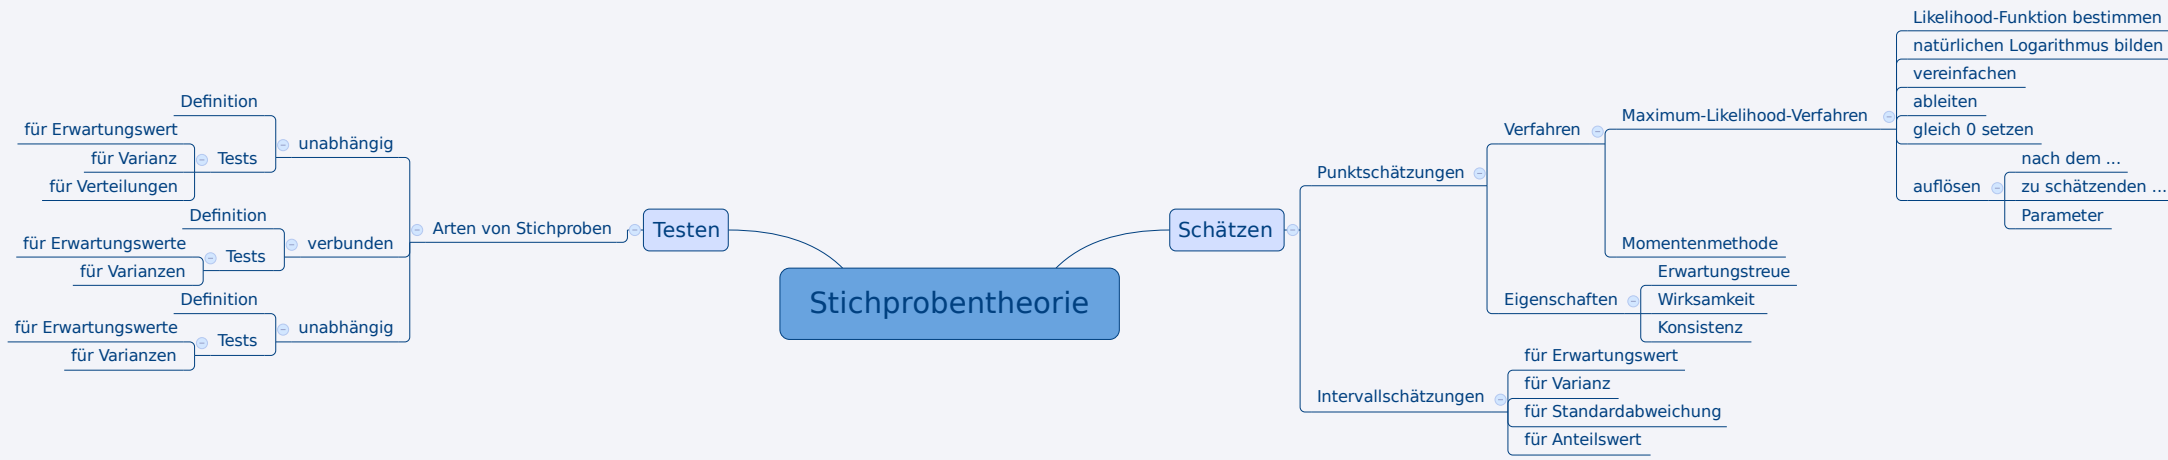 Stichprobentheorie
Testen
Arten von Stichproben
unabhängig
Definition
Tests
für Erwartungswert
für Varianz
für Verteilungen
verbunden
Definition
Tests
für Erwartungswerte
für Varianzen
unabhängig
Definition
Tests
für Erwartungswerte
für Varianzen
Schätzen
Punktschätzungen
Verfahren
Maximum-Likelihood-Verfahren
Likelihood-Funktion bestimmen
natürlichen Logarithmus bilden
vereinfachen
ableiten
gleich 0 setzen
auflösen
nach dem ...
zu schätzenden ...
Parameter
Momentenmethode
Eigenschaften
Erwartungstreue
Wirksamkeit
Konsistenz
Intervallschätzungen
für Erwartungswert
für Varianz
für Standardabweichung
für Anteilswert